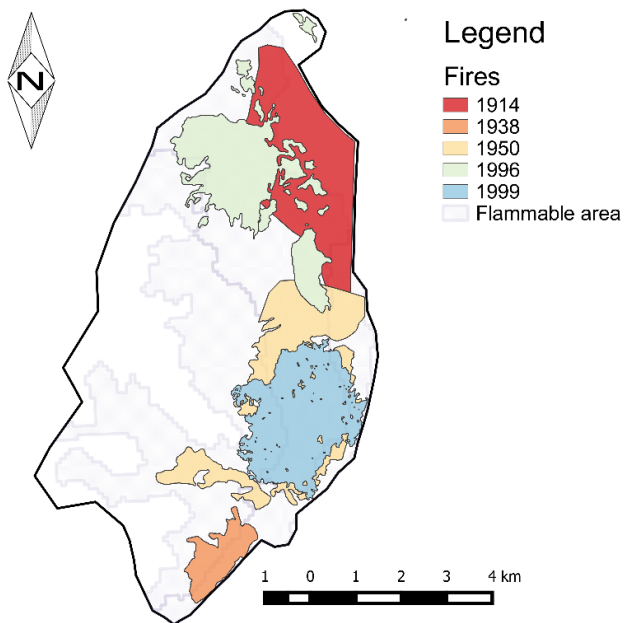 N
Legend
Fires
1914
1938
1950
1996
1999
Flammable area
1 0 1 2 3 4 km